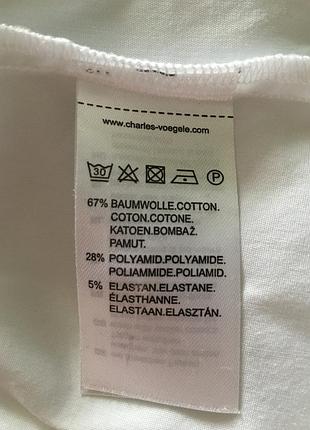 www.charles-voegele.com
30 P
67% BAUMWOLLE.COTTON.
COTON.COTONE.
KATOEN.BOMBAŽ.
PAMUT.
28% POLYAMID.POLYAMIDE.
POLIAMMIDE.POLIAMID.
5% ELASTAN.ELASTANE.
ÉLASTHANNE.
ELASTAAN.ELASZTÁN.